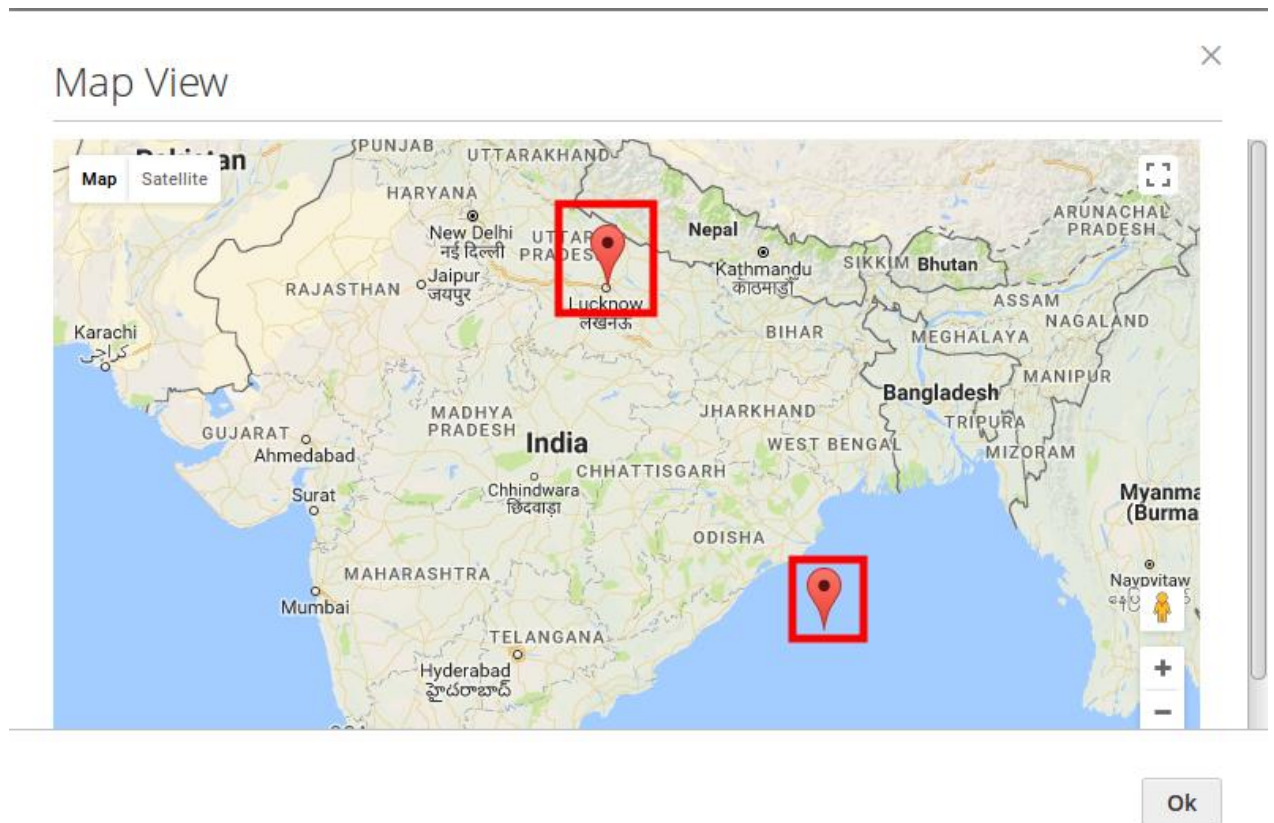 Map View
Map
Satellite
PUNJAB
UTTARAKHAND
HARYANA
New Delhi
नई दिल्ली
Nepal
Kathmandu
काठमाडौं
SIKKIM
Bhutan
ARUNACHAL
PRADESH
Jaipur
जयपुर
RAJASTHAN
Lucknow
लखनऊ
ASSAM
NAGALAND
MEGHALAYA
BIHAR
Karachi
كراچى
MANIPUR
Bangladesh
TRIPURA
MIZORAM
MADHYA
PRADESH
India
JHARKHAND
WEST BENGAL
GUJARAT
Ahmedabad
CHHATTISGARH
Surat
Chhindwara
छिंदवाड़ा
Myanma
(Burma
ODISHA
MAHARASHTRA
Mumbai
Naypyitaw
TELANGANA
Hyderabad
హైదరాబాద్
Ok